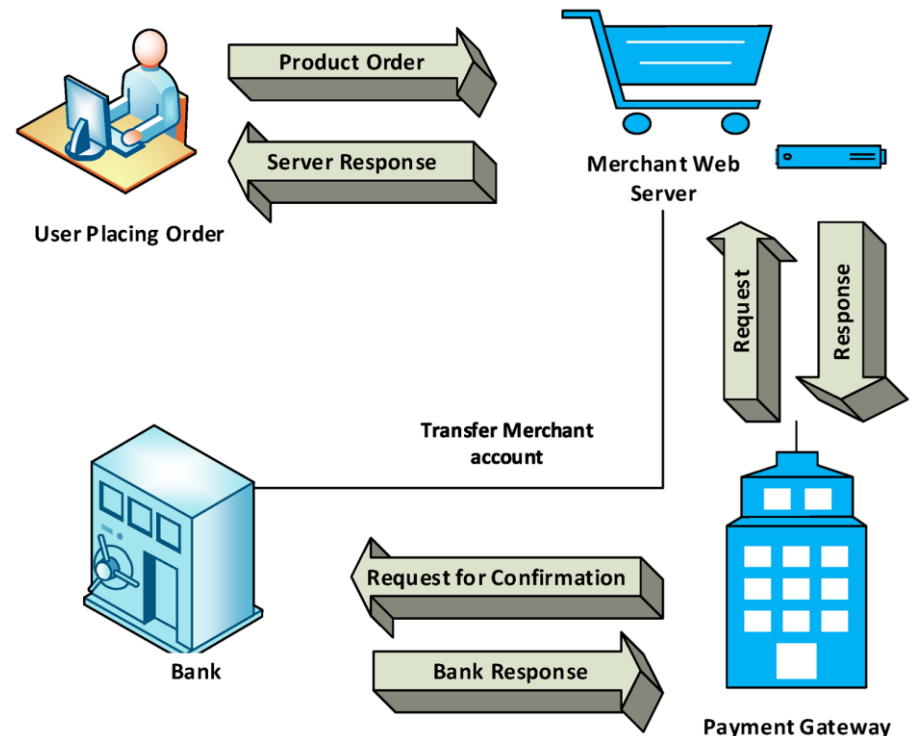 Product Order
Server Response
User Placing Order
Merchant Web
Server
Request
Response
Transfer Merchant
account
Request for Confirmation
Bank Response
Bank
Payment Gateway